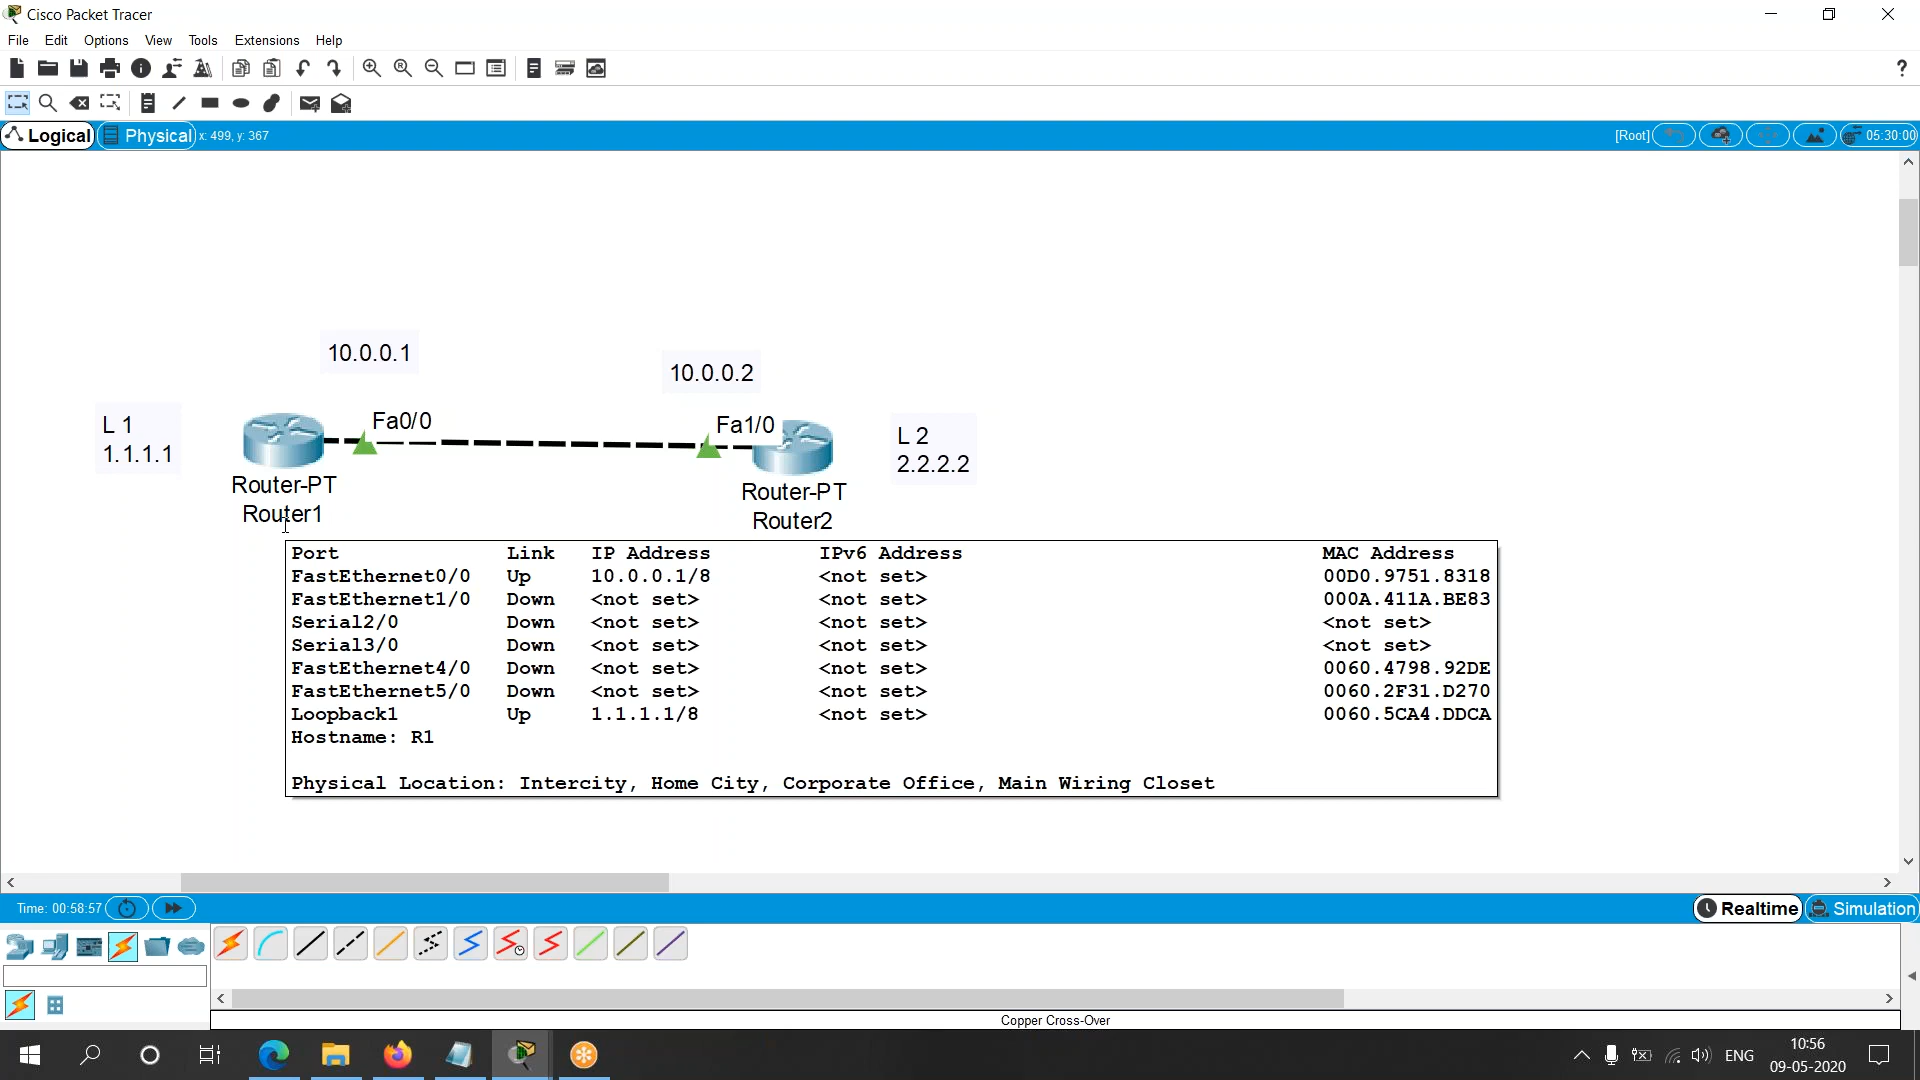 Cisco Packet Tracer
File Edit Options View Tools Extensions Help
?
Logical Physical x: 499, y: 367 [Root] 05:30:00
10.0.0.1
10.0.0.2
Fa0/0 Fa1/0
L 1
1.1.1.1
L 2
2.2.2.2
Router-PT
Router1
Router-PT
Router2
Port Link IP Address IPv6 Address MAC Address
FastEthernet0/0 Up 10.0.0.1/8 <not set> 00D0.9751.8318
FastEthernet1/0 Down <not set> <not set> 000A.411A.BE83
Serial2/0 Down <not set> <not set> <not set>
Serial3/0 Down <not set> <not set> <not set>
FastEthernet4/0 Down <not set> <not set> 0060.4798.92DE
FastEthernet5/0 Down <not set> <not set> 0060.2F31.D270
Loopback1 Up 1.1.1.1/8 <not set> 0060.5CA4.DDCA
Hostname: R1
Physical Location: Intercity, Home City, Corporate Office, Main Wiring Closet
Time: 00:58:57 Realtime Simulation
Copper Cross-Over
ENG
10:56
09-05-2020